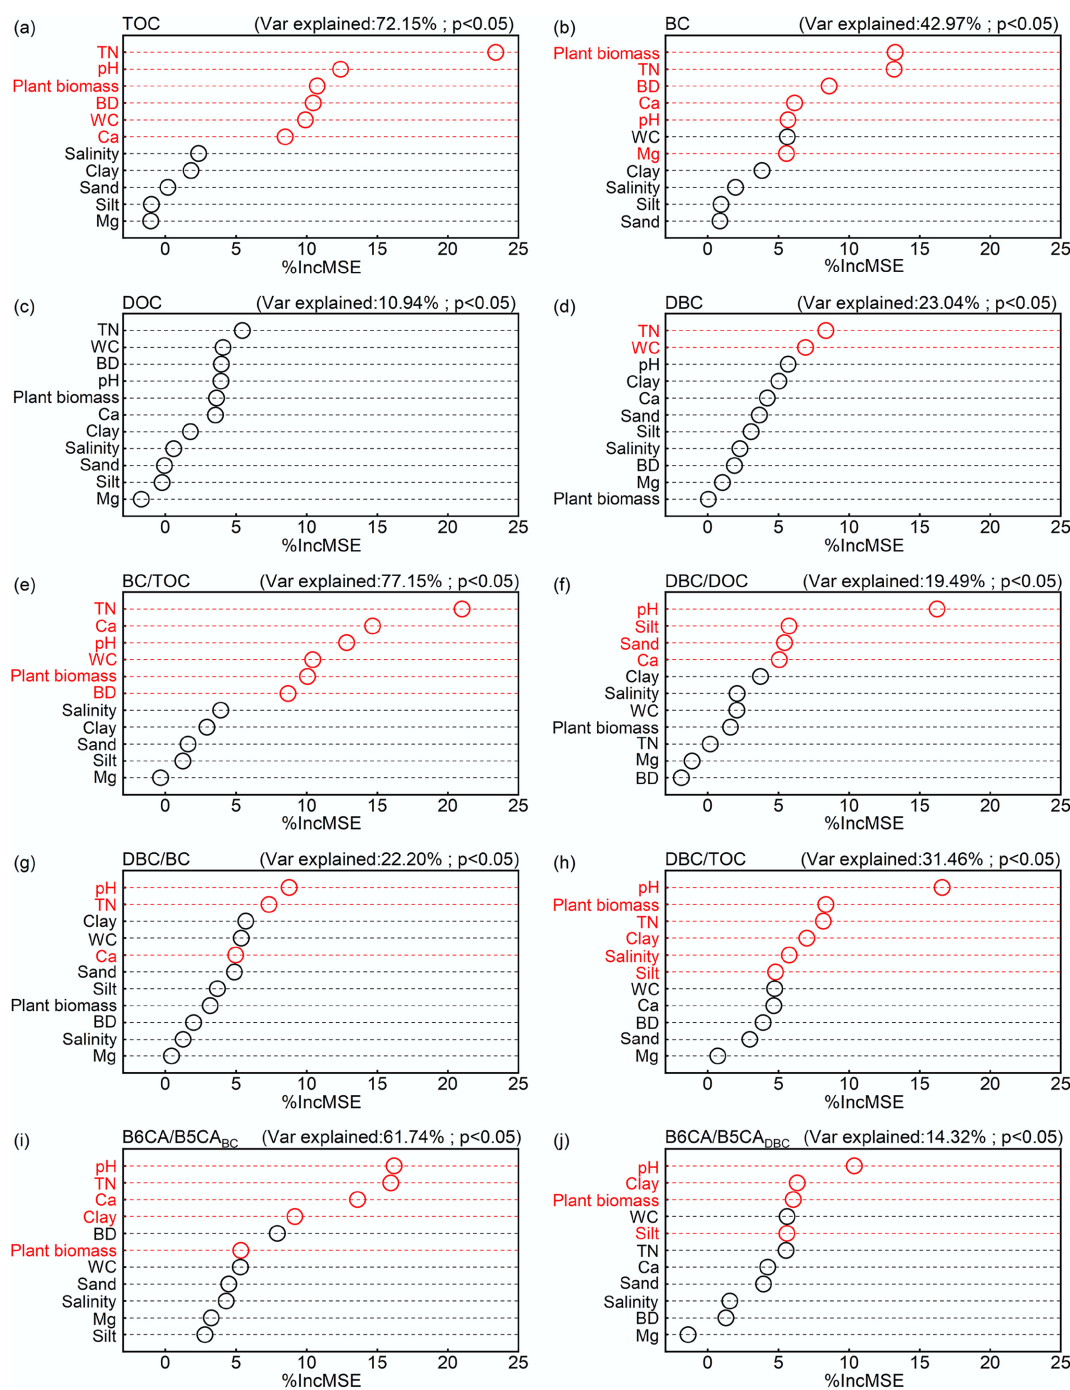 (a) TOC (Var explained:72.15% ; p<0.05)
TN
pH
Plant biomass
BD
WC
Ca
Salinity
Clay
Sand
Silt
Mg
0 5 10 15 20 25
%IncMSE
(b) BC (Var explained:42.97% ; p<0.05)
Plant biomass
TN
BD
Ca
pH
WC
Mg
Clay
Salinity
Silt
Sand
0 5 10 15 20 25
%IncMSE
(c) DOC (Var explained:10.94% ; p<0.05)
TN
WC
BD
pH
Plant biomass
Ca
Clay
Salinity
Sand
Silt
Mg
0 5 10 15 20 25
%IncMSE
(d) DBC (Var explained:23.04% ; p<0.05)
TN
WC
pH
Clay
Ca
Sand
Silt
Salinity
BD
Mg
Plant biomass
0 5 10 15 20 25
%IncMSE
(e) BC/TOC (Var explained:77.15% ; p<0.05)
TN
Ca
pH
WC
Plant biomass
BD
Salinity
Clay
Sand
Silt
Mg
0 5 10 15 20 25
%IncMSE
(f) DBC/DOC (Var explained:19.49% ; p<0.05)
pH
Silt
Sand
Ca
Clay
Salinity
WC
Plant biomass
TN
Mg
BD
0 5 10 15 20 25
%IncMSE
(g) DBC/BC (Var explained:22.20% ; p<0.05)
pH
TN
Clay
WC
Ca
Sand
Silt
Plant biomass
BD
Salinity
Mg
0 5 10 15 20 25
%IncMSE
(h) DBC/TOC (Var explained:31.46% ; p<0.05)
pH
Plant biomass
TN
Clay
Salinity
Silt
WC
Ca
BD
Sand
Mg
0 5 10 15 20 25
%IncMSE
(i) B6CA/B5CA_BC (Var explained:61.74% ; p<0.05)
pH
TN
Ca
Clay
BD
Plant biomass
WC
Sand
Salinity
Mg
Silt
0 5 10 15 20 25
%IncMSE
(j) B6CA/B5CA_DBC (Var explained:14.32% ; p<0.05)
pH
Clay
Plant biomass
WC
Silt
TN
Ca
Sand
Salinity
BD
Mg
0 5 10 15 20 25
%IncMSE